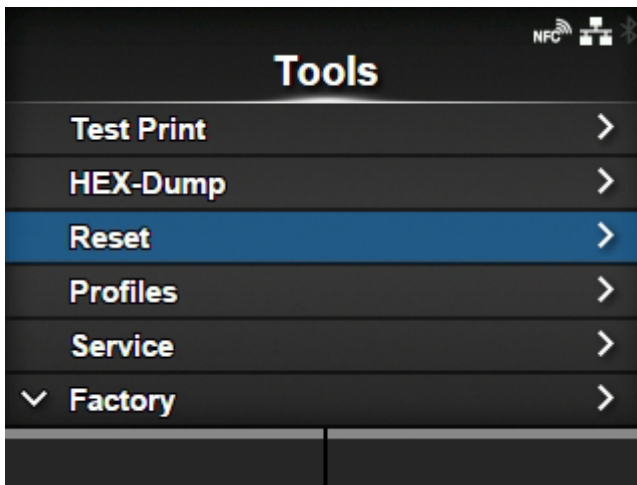 NFC
Tools
Test Print
HEX-Dump
Reset
Profiles
Service
Factory